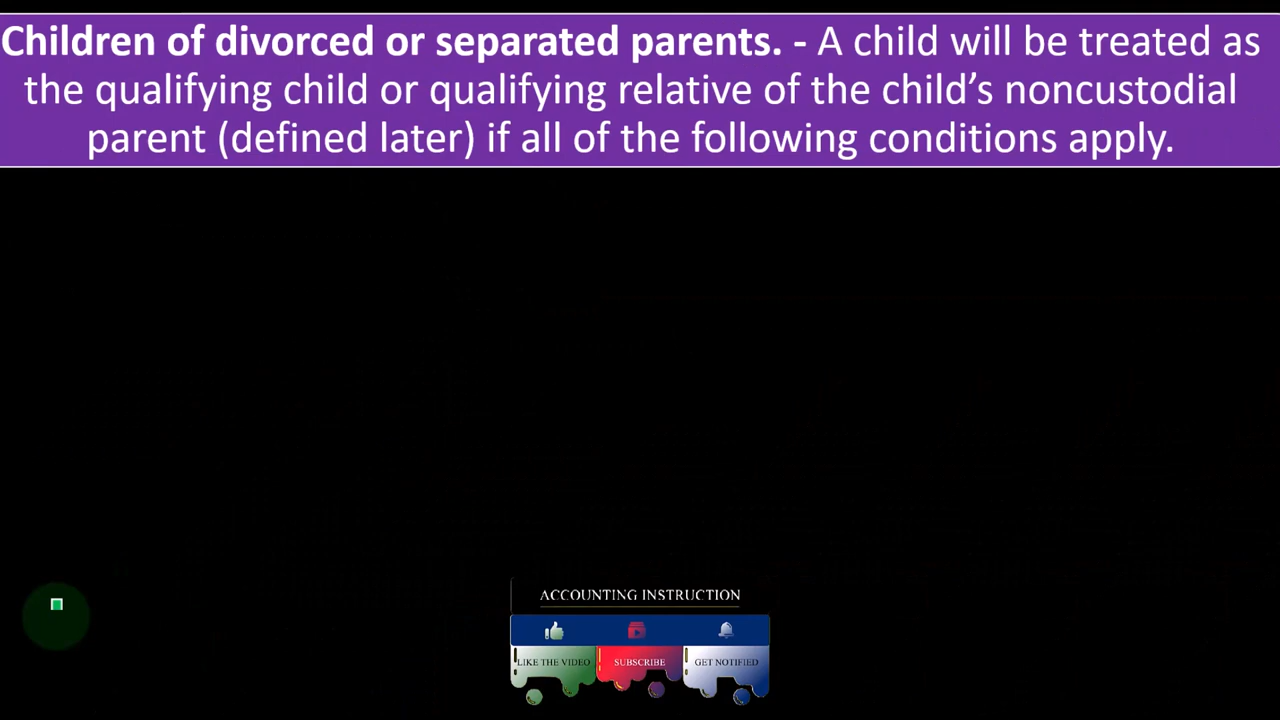 Children of divorced or separated parents. - A child will be treated as
the qualifying child or qualifying relative of the child’s noncustodial
parent (defined later) if all of the following conditions apply.
ACCOUNTING INSTRUCTION
LIKE THE VIDEO SUBSCRIBE GET NOTIFIED